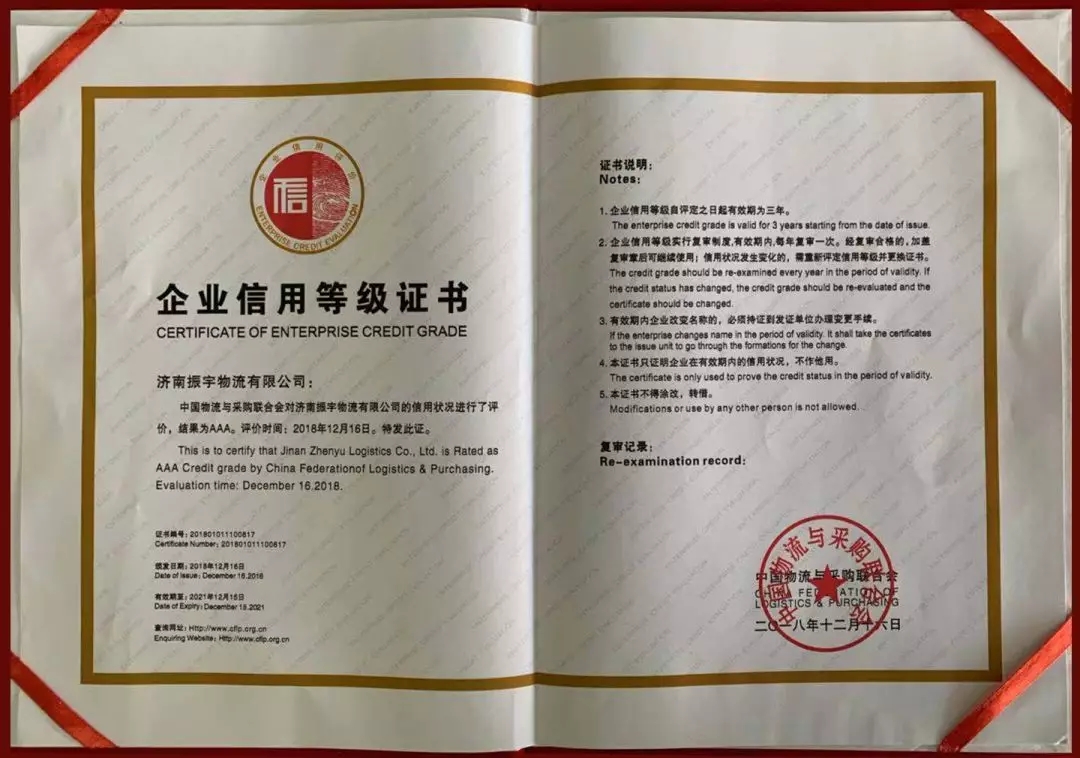 企业信用评价
信
ENTERPRISE CREDIT EVALUATION
企业信用等级证书
CERTIFICATE OF ENTERPRISE CREDIT GRADE
济南振宇物流有限公司：
中国物流与采购联合会对济南振宇物流有限公司的信用状况进行了评
价，结果为AAA。评价时间：2018年12月16日。特发此证。
This is to certify that Jinan Zhenyu Logistics Co., Ltd. is Rated as
AAA Credit grade by China Federationof Logistics & Purchasing.
Evaluation time: December 16.2018.
证书编号：201801011100817
Certificate Number: 201801011100817
颁发日期：2018年12月16日
Date of Issue: December 16.2018
有效期至：2021年12月16日
Date of Expiry: December 16.2021
查询网址：Http://www.cflp.org.cn
Enquiring Website: Http://www.cflp.org.cn
证书说明：
Notes:
1. 企业信用等级自评定之日起有效期为三年。
The enterprise credit grade is valid for 3 years starting from the date of issue.
2. 企业信用等级实行复审制度,有效期内,每年复审一次。经复审合格的,加盖
复审章后可继续使用；信用状况发生变化的，需重新评定信用等级并更换证书。
The credit grade should be re-examined every year in the period of validity. If
the credit status has changed, the credit grade should be re-evaluated and the
certificate should be changed.
3. 有效期内企业改变名称的，必须持证到发证单位办理变更手续。
If the enterprise changes name in the period of validity. It shall take the certificates
to the issue unit to go through the formations for the change.
4. 本证书只证明企业在有效期内的信用状况，不作他用。
The certificate is only used to prove the credit status in the period of validity.
5. 本证书不得涂改，转借。
Modifications or use by any other person is not allowed.
复审记录：
Re-examination record:
中国物流与采购联合会
中国物流与采购联合会
CHINA FEDERATION OF
LOGISTICS & PURCHASING
二〇一八年十二月十六日